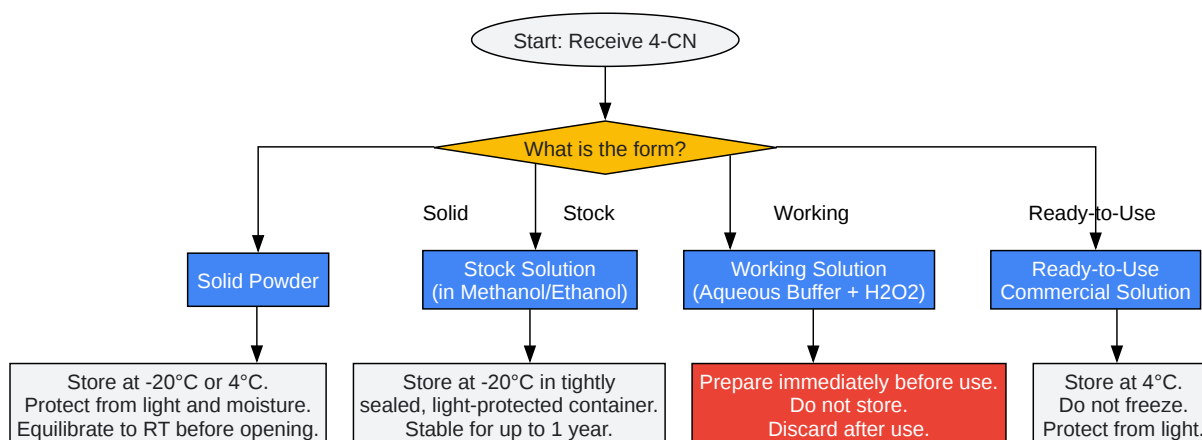 Start: Receive 4-CN
What is the form?
Solid
Stock
Working
Ready-to-Use
Solid Powder
Stock Solution
(in Methanol/Ethanol)
Working Solution
(Aqueous Buffer + H2O2)
Ready-to-Use
Commercial Solution
Store at -20°C or 4°C.
Protect from light and moisture.
Equilibrate to RT before opening.
Store at -20°C in tightly
sealed, light-protected container.
Stable for up to 1 year.
Prepare immediately before use.
Do not store.
Discard after use.
Store at 4°C.
Do not freeze.
Protect from light.